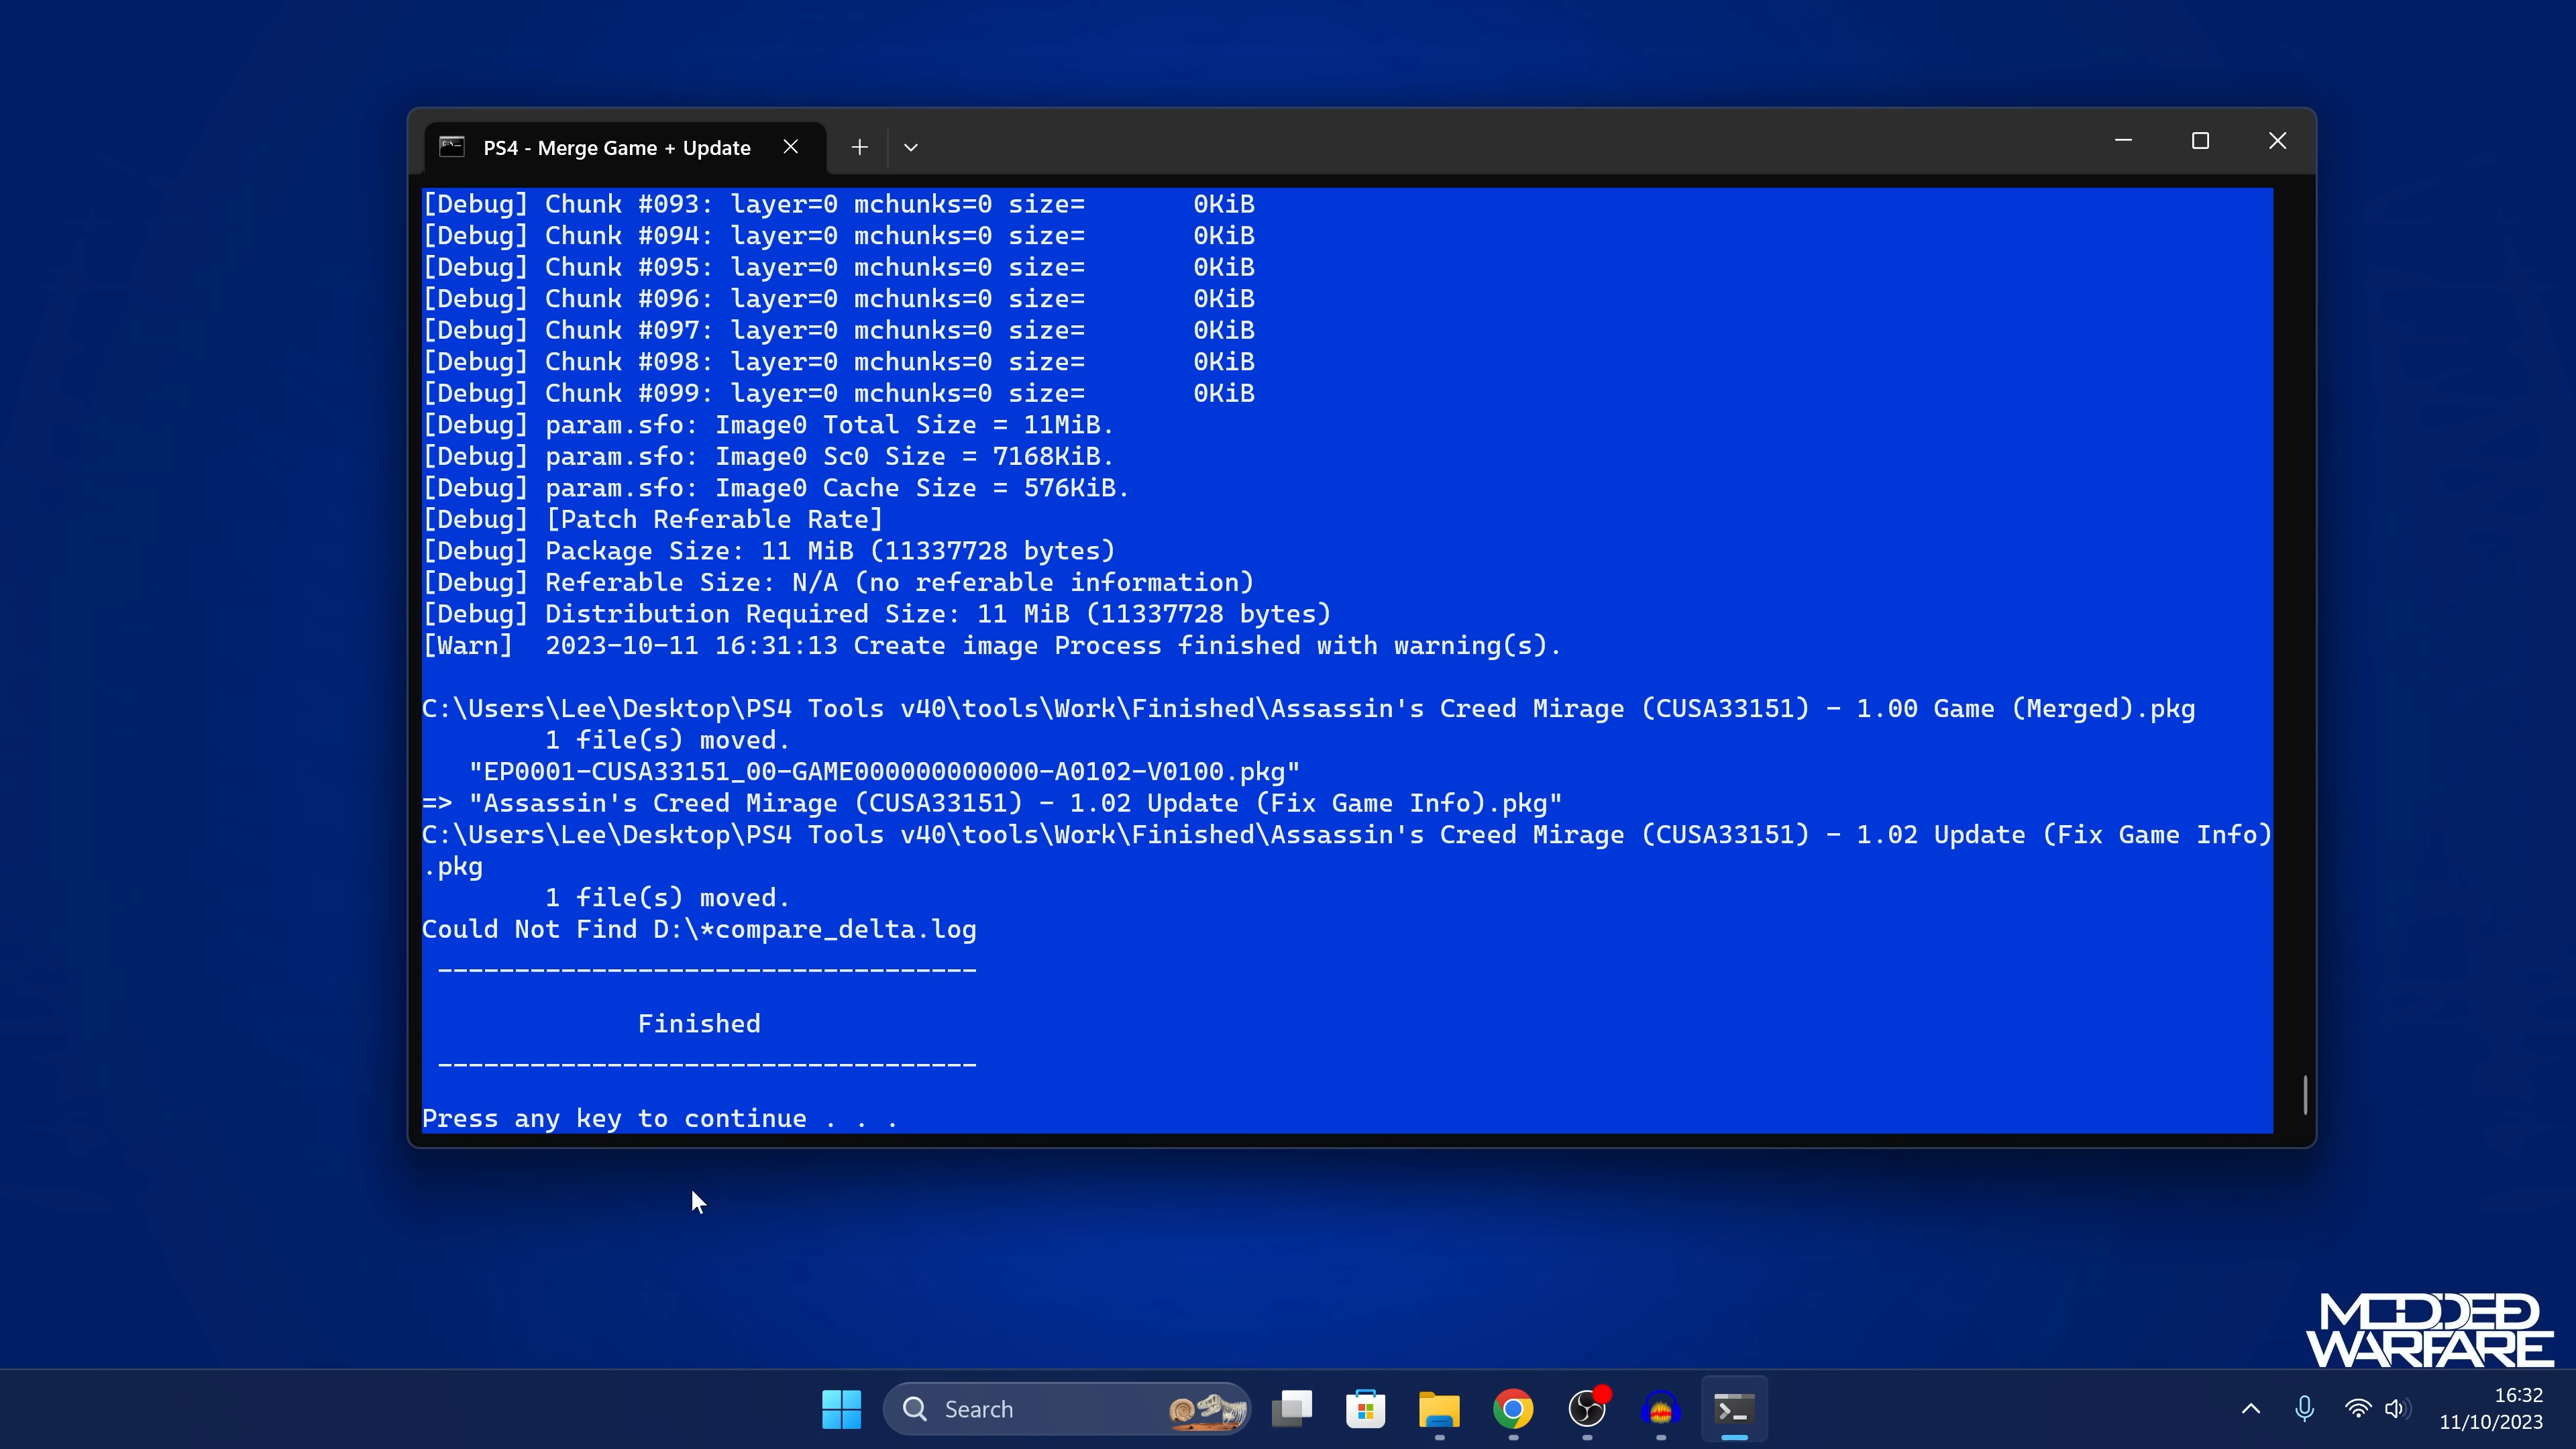 PS4 - Merge Game + Update
[Debug] Chunk #093: layer=0 mchunks=0 size=       0KiB
[Debug] Chunk #094: layer=0 mchunks=0 size=       0KiB
[Debug] Chunk #095: layer=0 mchunks=0 size=       0KiB
[Debug] Chunk #096: layer=0 mchunks=0 size=       0KiB
[Debug] Chunk #097: layer=0 mchunks=0 size=       0KiB
[Debug] Chunk #098: layer=0 mchunks=0 size=       0KiB
[Debug] Chunk #099: layer=0 mchunks=0 size=       0KiB
[Debug] param.sfo: Image0 Total Size = 11MiB.
[Debug] param.sfo: Image0 Sc0 Size = 7168KiB.
[Debug] param.sfo: Image0 Cache Size = 576KiB.
[Debug] [Patch Referable Rate]
[Debug] Package Size: 11 MiB (11337728 bytes)
[Debug] Referable Size: N/A (no referable information)
[Debug] Distribution Required Size: 11 MiB (11337728 bytes)
[Warn]  2023-10-11 16:31:13 Create image Process finished with warning(s).
C:\Users\Lee\Desktop\PS4 Tools v40\tools\Work\Finished\Assassin's Creed Mirage (CUSA33151) - 1.00 Game (Merged).pkg
        1 file(s) moved.
   "EP0001-CUSA33151_00-GAME000000000000-A0102-V0100.pkg"
=> "Assassin's Creed Mirage (CUSA33151) - 1.02 Update (Fix Game Info).pkg"
C:\Users\Lee\Desktop\PS4 Tools v40\tools\Work\Finished\Assassin's Creed Mirage (CUSA33151) - 1.02 Update (Fix Game Info)
.pkg
        1 file(s) moved.
Could Not Find D:\*compare_delta.log
-----------------------------------
Finished
-----------------------------------
Press any key to continue . . .
MODDED
WARFARE
Search
16:32
11/10/2023